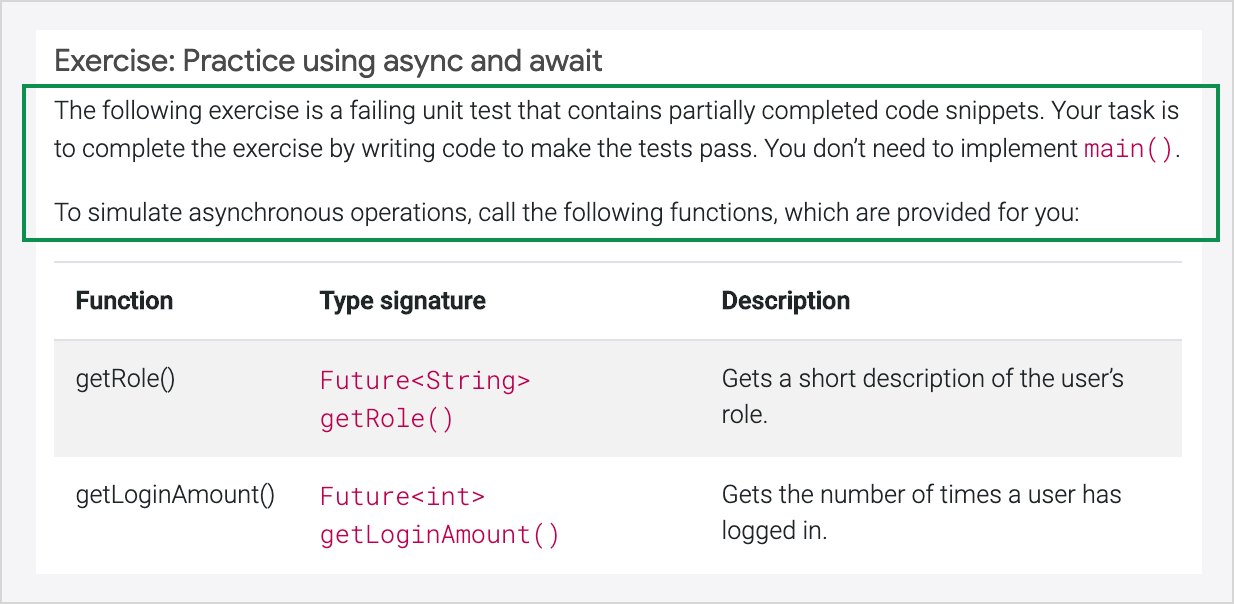 Exercise: Practice using async and await
The following exercise is a failing unit test that contains partially completed code snippets. Your task is
to complete the exercise by writing code to make the tests pass. You don’t need to implement main().
To simulate asynchronous operations, call the following functions, which are provided for you:
Function Type signature Description
getRole() Future<String> Gets a short description of the user’s
getRole() role.
getLoginAmount() Future<int> Gets the number of times a user has
getLoginAmount() logged in.